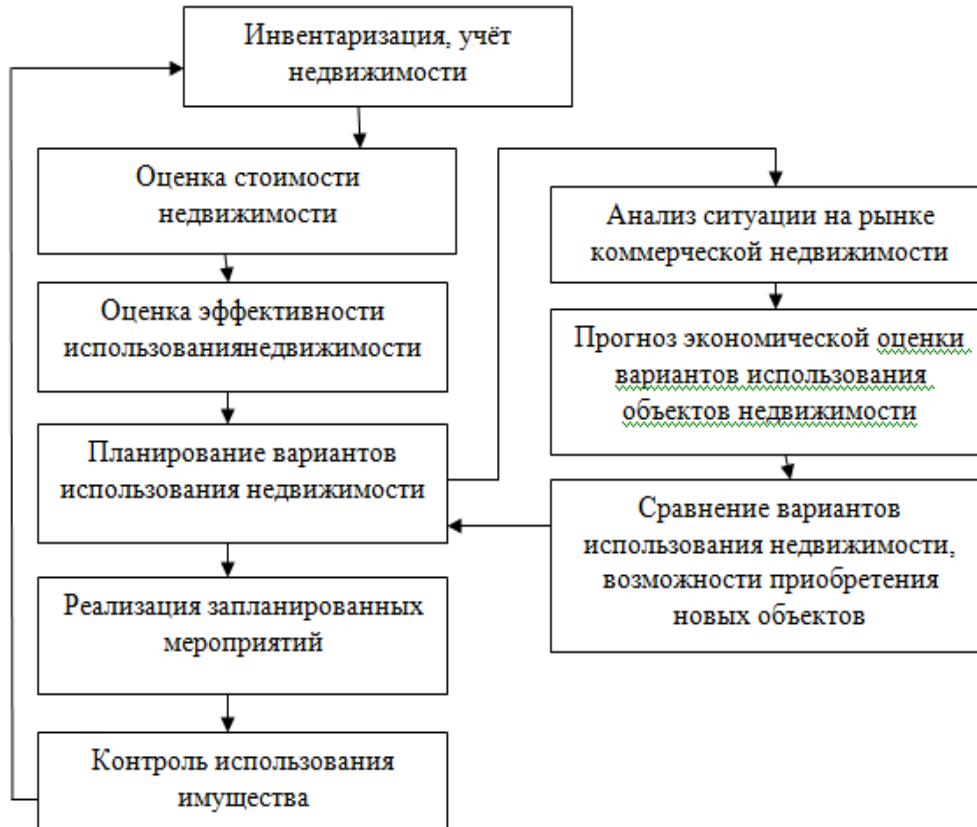 Инвентаризация, учёт
недвижимости
Оценка стоимости
недвижимости
Оценка эффективности
использованиянедвижимости
Планирование вариантов
использования недвижимости
Реализация запланированных
мероприятий
Контроль использования
имущества
Анализ ситуации на рынке
коммерческой недвижимости
Прогноз экономической оценки
вариантов использования
объектов недвижимости
Сравнение вариантов
использования недвижимости,
возможности приобретения
новых объектов